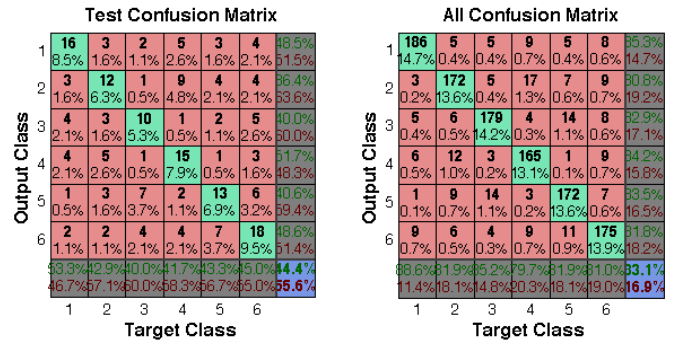 Test Confusion Matrix
All Confusion Matrix
Output Class
1
16 3 2 5 3 4 48.5%
8.5% 1.6% 1.1% 2.6% 1.6% 2.1% 51.5%
2
3 12 1 9 4 4 36.4%
1.6% 6.3% 0.5% 4.8% 2.1% 2.1% 63.6%
3
4 3 10 1 2 5 40.0%
2.1% 1.6% 5.3% 0.5% 1.1% 2.6% 60.0%
4
4 5 1 15 1 3 51.7%
2.1% 2.6% 0.5% 7.9% 0.5% 1.6% 48.3%
5
1 3 7 2 13 6 40.6%
0.5% 1.6% 3.7% 1.1% 6.9% 3.2% 59.4%
6
2 2 4 4 7 18 48.6%
1.1% 1.1% 2.1% 2.1% 3.7% 9.5% 51.4%
53.3% 42.9% 40.0% 41.7% 43.3% 45.0% 44.4%
46.7% 57.1% 60.0% 58.3% 56.7% 55.0% 55.6%
1 2 3 4 5 6
Target Class
Output Class
1
186 5 5 9 5 8 85.3%
14.7% 0.4% 0.4% 0.7% 0.4% 0.6% 14.7%
2
3 172 5 17 7 9 80.8%
0.2% 13.6% 0.4% 1.3% 0.6% 0.7% 19.2%
3
5 6 179 4 14 8 82.9%
0.4% 0.5% 14.2% 0.3% 1.1% 0.6% 17.1%
4
6 12 3 165 1 9 84.2%
0.5% 1.0% 0.2% 13.1% 0.1% 0.7% 15.8%
5
1 9 14 3 172 7 83.5%
0.1% 0.7% 1.1% 0.2% 13.6% 0.6% 16.5%
6
9 6 4 9 11 175 81.8%
0.7% 0.5% 0.3% 0.7% 0.9% 13.9% 18.2%
88.6% 81.9% 85.2% 79.7% 81.9% 81.0% 83.1%
11.4% 18.1% 14.8% 20.3% 18.1% 19.0% 16.9%
1 2 3 4 5 6
Target Class